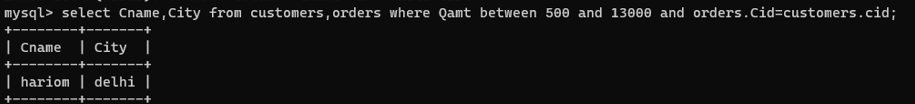 mysql> select Cname,City from customers,orders where Qamt between 500 and 13000 and orders.Cid=customers.cid;
+--------+-------+
| Cname  | City  |
+--------+-------+
| hariom | delhi |
+--------+-------+